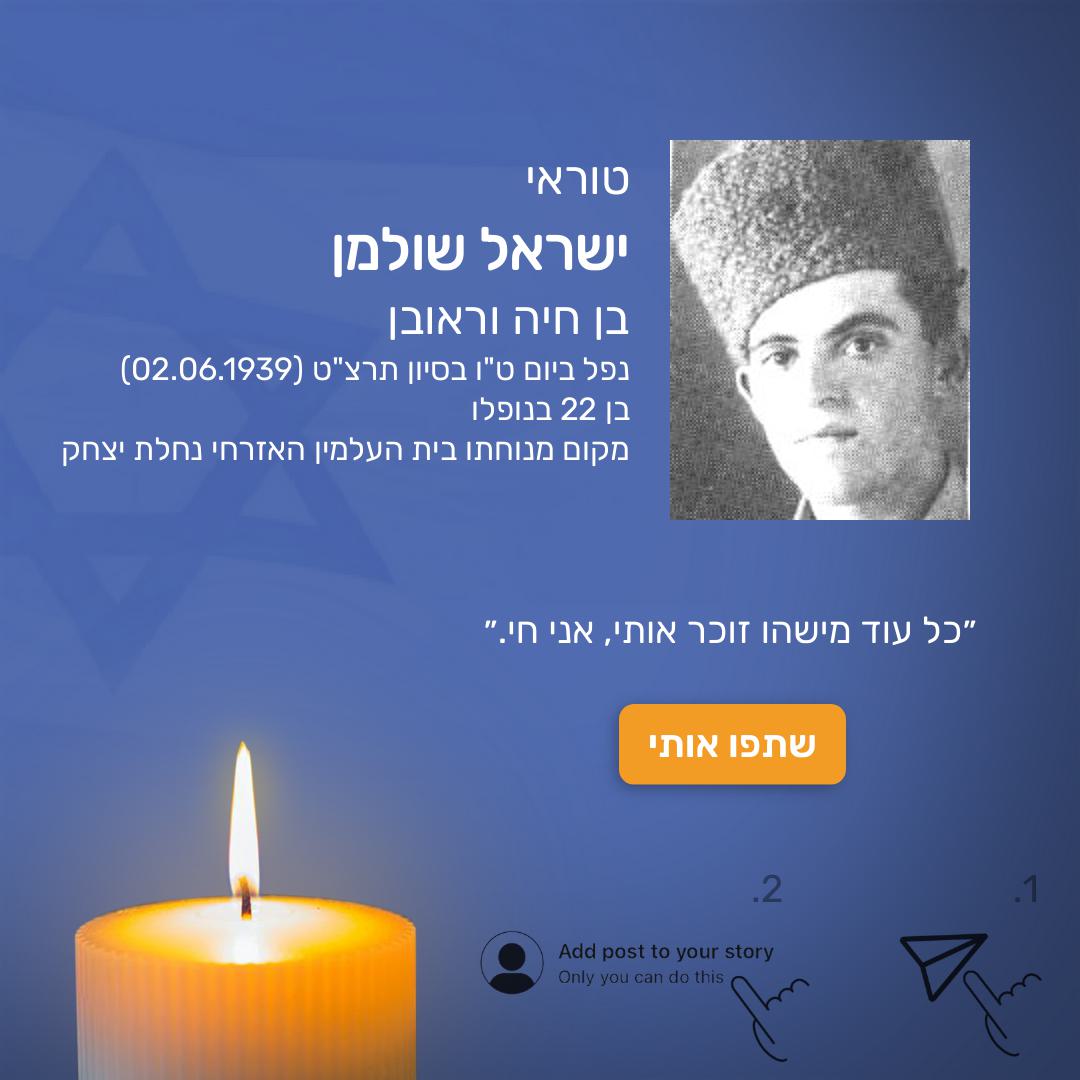 טוראי
ישראל שולמן
בן חיה וראובן
נפל ביום ט"ו בסיון תרצ"ט (02.06.1939)
בן 22 בנופלו
מקום מנוחתו בית העלמין האזרחי נחלת יצחק
״כל עוד מישהו זוכר אותי, אני חי.״
שתפו אותי
1.
2.
Add post to your story
Only you can do this